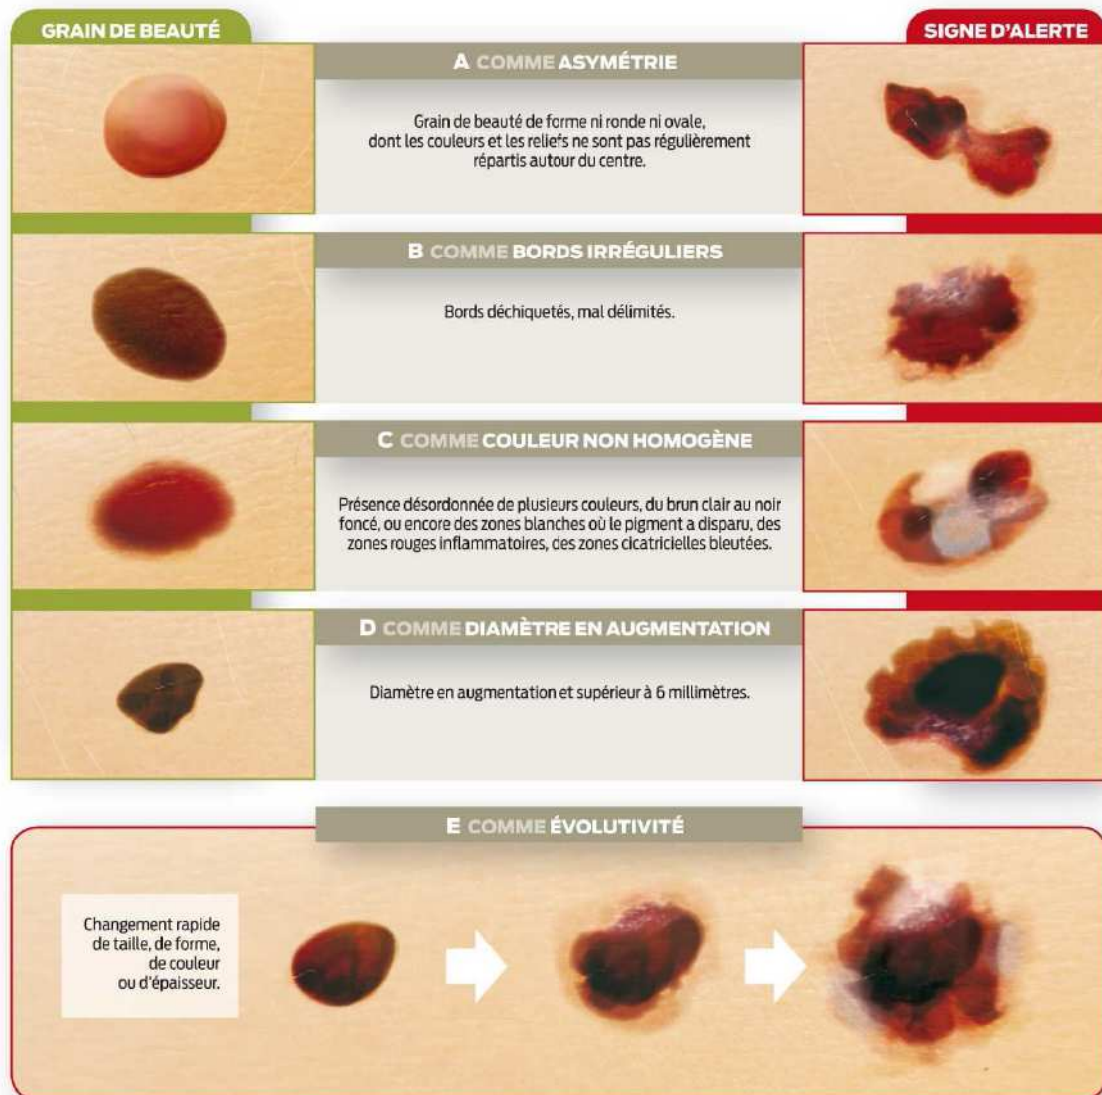 GRAIN DE BEAUTÉ
SIGNE D'ALERTE
A COMME ASYMÉTRIE
Grain de beauté de forme ni ronde ni ovale,
dont les couleurs et les reliefs ne sont pas régulièrement
répartis autour du centre.
B COMME BORDS IRRÉGULIERS
Bords déchiquetés, mal délimités.
C COMME COULEUR NON HOMOGÈNE
Présence désordonnée de plusieurs couleurs, du brun clair au noir
foncé, ou encore des zones blanches où le pigment a disparu, des
zones rouges inflammatoires, des zones cicatricielles bleutées.
D COMME DIAMÈTRE EN AUGMENTATION
Diamètre en augmentation et supérieur à 6 millimètres.
E COMME ÉVOLUTIVITÉ
Changement rapide
de taille, de forme,
de couleur
ou d'épaisseur.